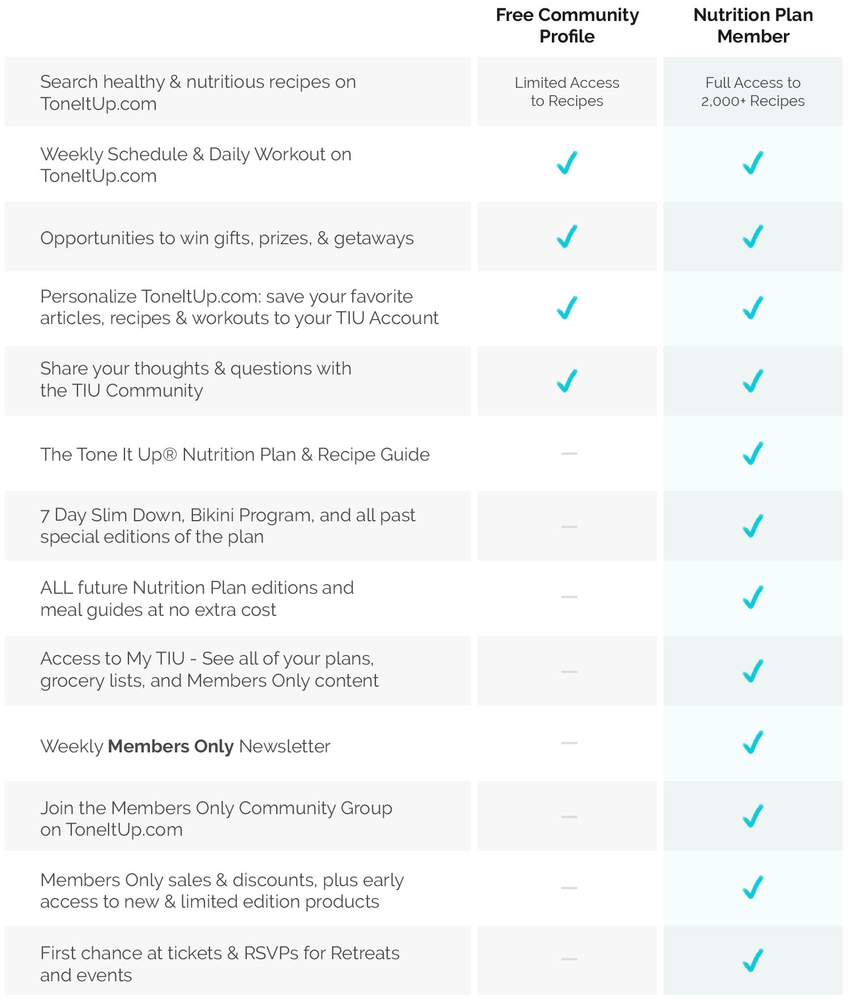 Free Community
Profile
Nutrition Plan
Member
Search healthy & nutritious recipes on
ToneItUp.com
Limited Access
to Recipes
Full Access to
2,000+ Recipes
Weekly Schedule & Daily Workout on
ToneItUp.com
Opportunities to win gifts, prizes, & getaways
Personalize ToneItUp.com: save your favorite
articles, recipes & workouts to your TIU Account
Share your thoughts & questions with
the TIU Community
The Tone It Up® Nutrition Plan & Recipe Guide
7 Day Slim Down, Bikini Program, and all past
special editions of the plan
ALL future Nutrition Plan editions and
meal guides at no extra cost
Access to My TIU - See all of your plans,
grocery lists, and Members Only content
Weekly Members Only Newsletter
Join the Members Only Community Group
on ToneItUp.com
Members Only sales & discounts, plus early
access to new & limited edition products
First chance at tickets & RSVPs for Retreats
and events